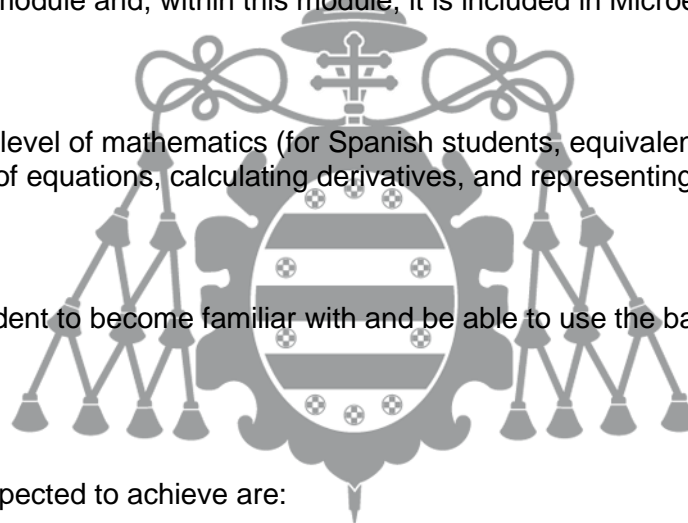 module and, within this module, it is included in Microe
level of mathematics (for Spanish students, equivalen
of equations, calculating derivatives, and representing
dent to become familiar with and be able to use the ba
pected to achieve are: